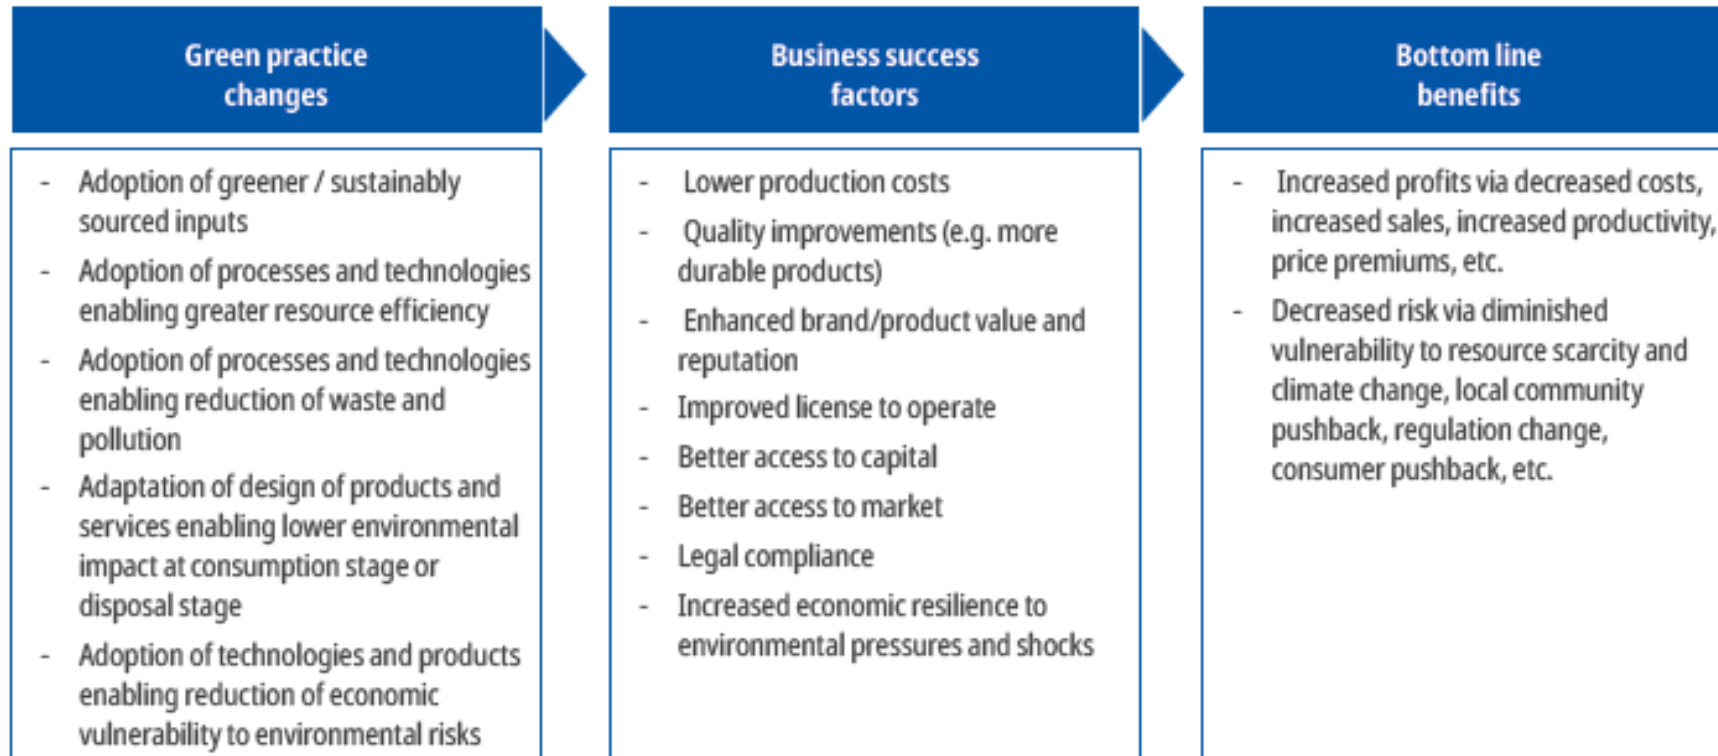 Green practice
changes
Business success
factors
Bottom line
benefits
- Adoption of greener / sustainably
sourced inputs
- Adoption of processes and technologies
enabling greater resource efficiency
- Adoption of processes and technologies
enabling reduction of waste and
pollution
- Adaptation of design of products and
services enabling lower environmental
impact at consumption stage or
disposal stage
- Adoption of technologies and products
enabling reduction of economic
vulnerability to environmental risks
- Lower production costs
- Quality improvements (e.g. more
durable products)
- Enhanced brand/product value and
reputation
- Improved license to operate
- Better access to capital
- Better access to market
- Legal compliance
- Increased economic resilience to
environmental pressures and shocks
- Increased profits via decreased costs,
increased sales, increased productivity,
price premiums, etc.
- Decreased risk via diminished
vulnerability to resource scarcity and
climate change, local community
pushback, regulation change,
consumer pushback, etc.